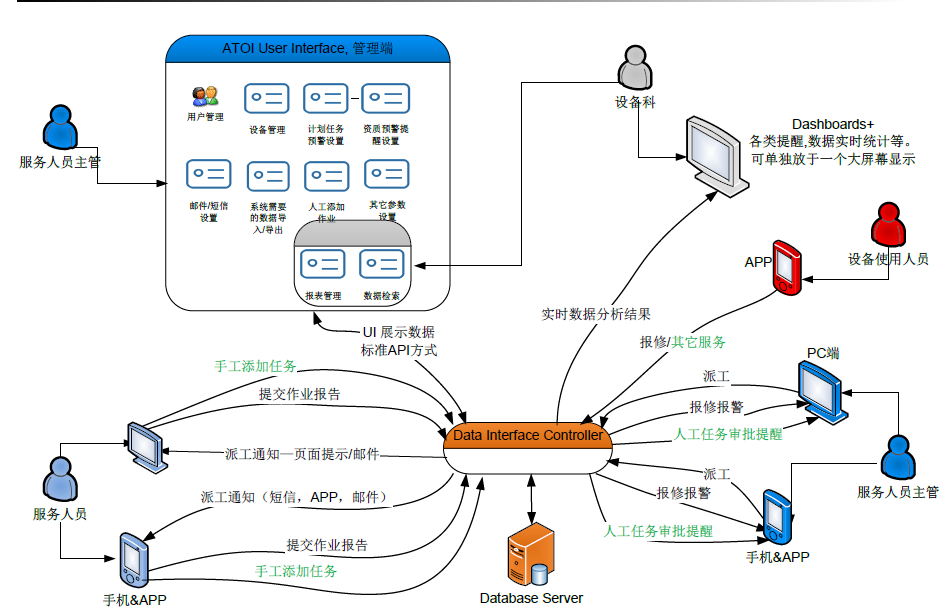 ATOI User Interface, 管理端
用户管理
设备管理
计划任务
预警设置
资质预警提
醒设置
邮件/短信
设置
系统需要
的数据导
入/导出
人工添加
作业
其它参数
设置
报表管理
数据检索
服务人员主管
设备科
Dashboards+
各类提醒,数据实时统计等。
可单独放于一个大屏幕显示
APP
设备使用人员
实时数据分析结果
报修/其它服务
UI 展示数据
标准API方式
手工添加任务
提交作业报告
派工通知—页面提示/邮件
派工通知（短信，APP，邮件）
提交作业报告
手工添加任务
服务人员
手机&APP
Data Interface Controller
Database Server
PC端
派工
报修报警
人工任务审批提醒
派工
报修报警
人工任务审批提醒
服务人员主管
手机&APP